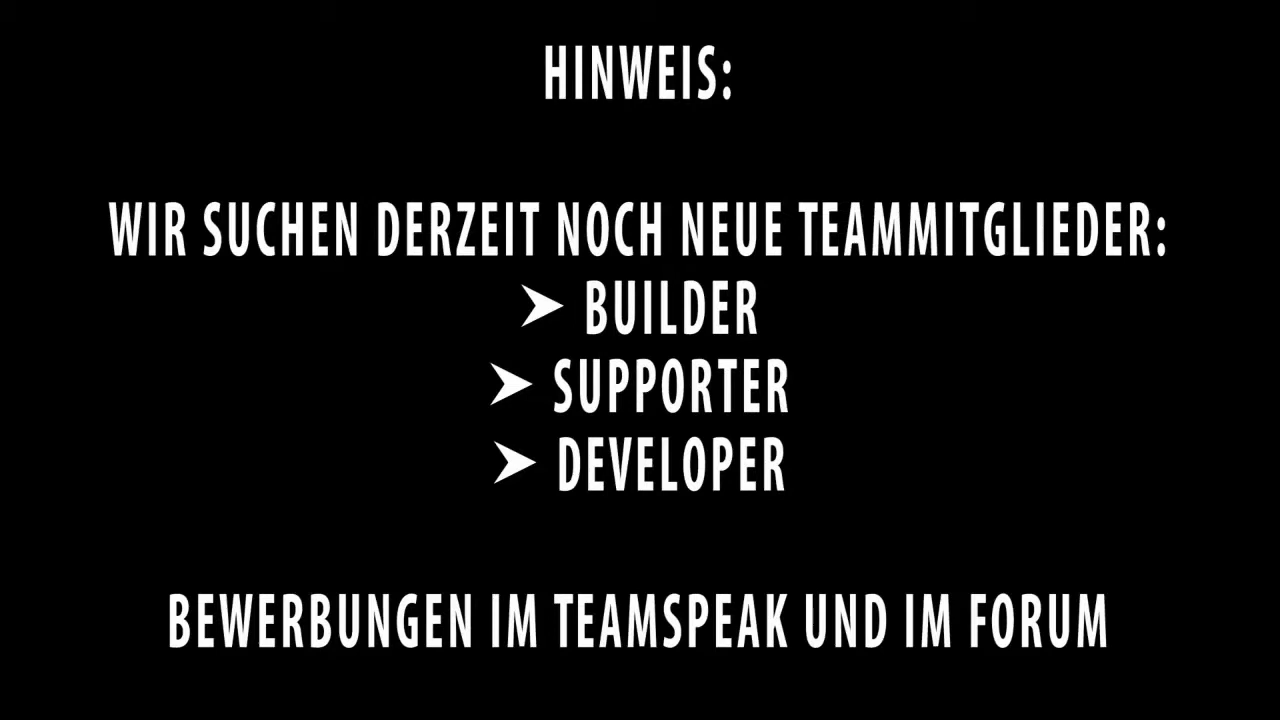 HINWEIS:
WIR SUCHEN DERZEIT NOCH NEUE TEAMMITGLIEDER:
➤ BUILDER
➤ SUPPORTER
➤ DEVELOPER
BEWERBUNGEN IM TEAMSPEAK UND IM FORUM